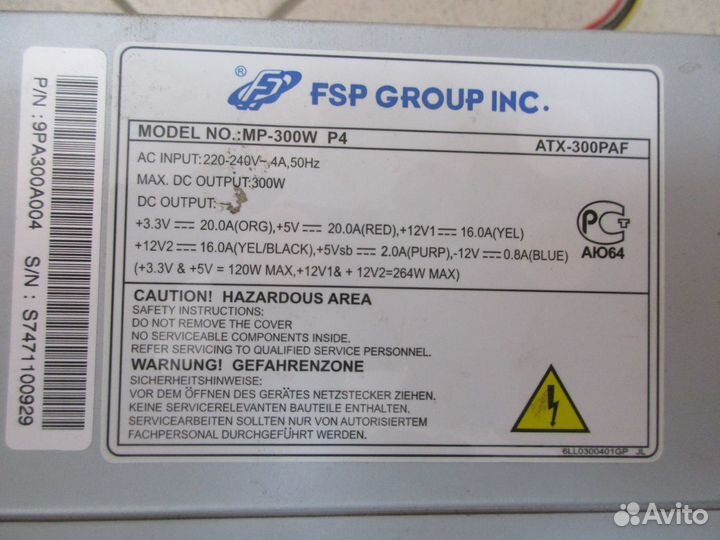 P/N : 9PA300A004 S/N : S7471100929
® FSP GROUP INC.
MODEL NO.:MP-300W P4 ATX-300PAF
AC INPUT:220-240V~,4A,50Hz
MAX. DC OUTPUT:300W
DC OUTPUT:
+3.3V ⎓ 20.0A(ORG),+5V ⎓ 20.0A(RED),+12V1 ⎓ 16.0A(YEL)
+12V2 ⎓ 16.0A(YEL/BLACK),+5Vsb ⎓ 2.0A(PURP),-12V ⎓ 0.8A(BLUE)
(+3.3V & +5V = 120W MAX,+12V1& + 12V2=264W MAX)
РСТ
АЮ64
CAUTION! HAZARDOUS AREA
SAFETY INSTRUCTIONS:
DO NOT REMOVE THE COVER
NO SERVICEABLE COMPONENTS INSIDE.
REFER SERVICING TO QUALIFIED SERVICE PERSONNEL.
WARNUNG! GEFAHRENZONE
SICHERHEITSHINWEISE:
VOR DEM ÖFFNEN DES GERÄTES NETZSTECKER ZIEHEN.
KEINE SERVICERELEVANTEN BAUTEILE ENTHALTEN.
SERVICEARBEITEN SOLLTEN NUR VON AUTORISIERTEM
FACHPERSONAL DURCHGEFÜHRT WERDEN.
6LL0300401GP JL
Avito